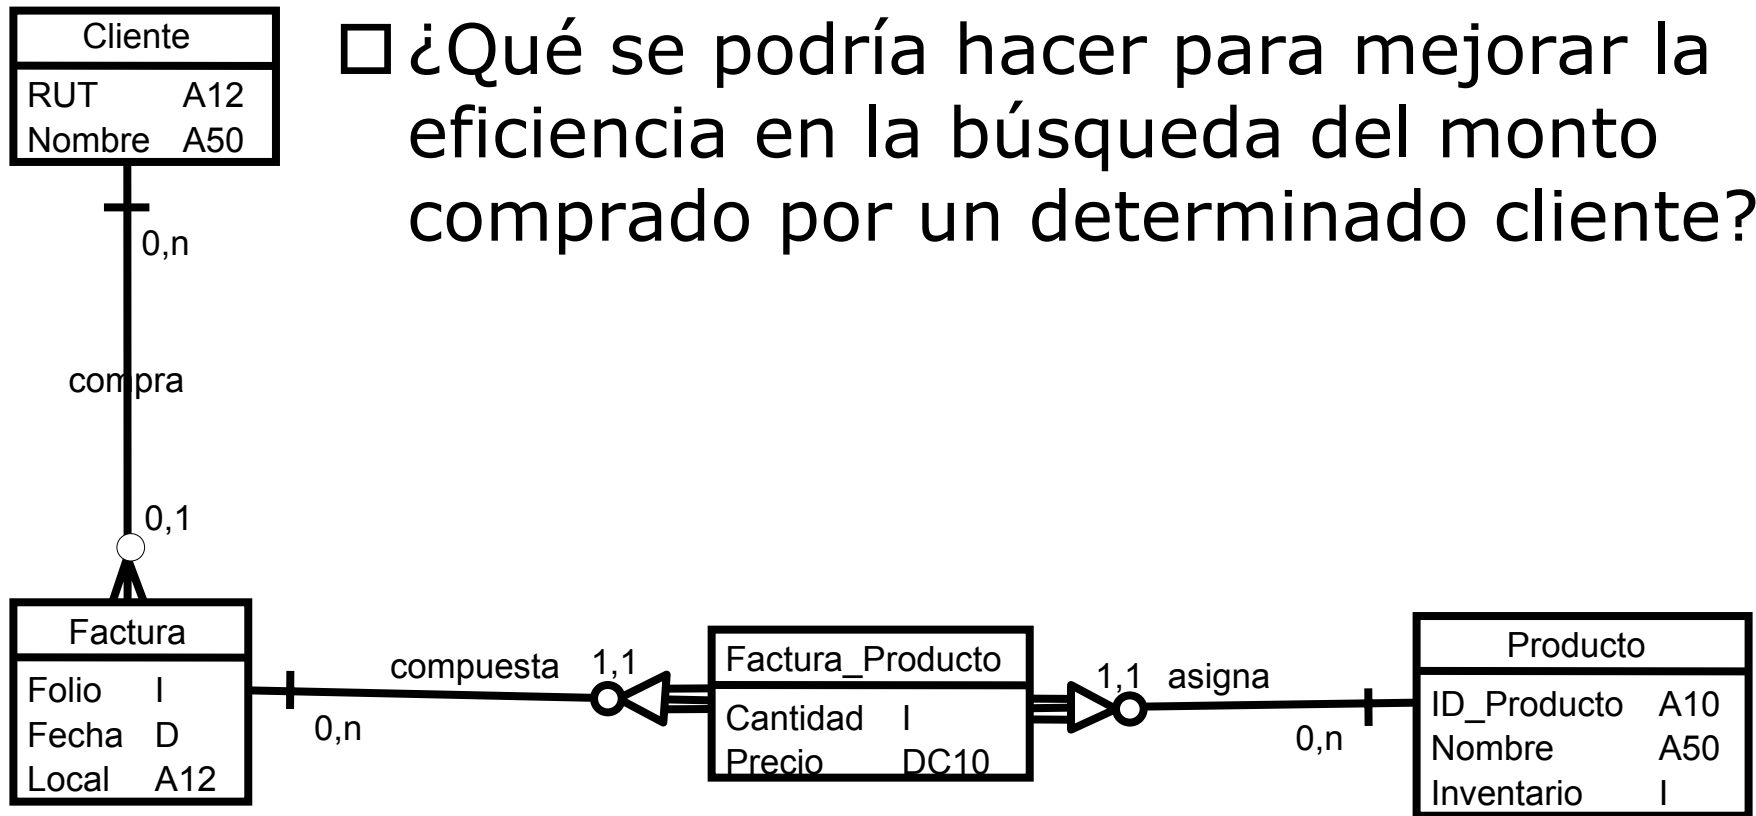 Cliente
RUT A12
Nombre A50
□ ¿Qué se podría hacer para mejorar la
eficiencia en la búsqueda del monto
comprado por un determinado cliente?
0,n
compra
0,1
Factura
Folio I
Fecha D
Local A12
0,n
compuesta
1,1
Factura_Producto
Cantidad I
Precio DC10
1,1
asigna
0,n
Producto
ID_Producto A10
Nombre A50
Inventario I